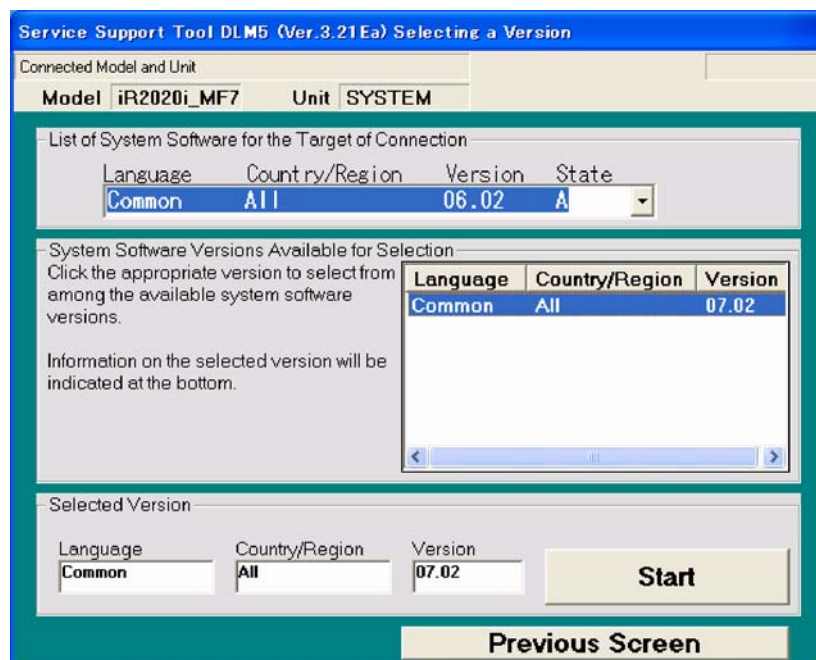 Service Support Tool DLM5 (Ver.3.21Ea) Selecting a Version
Connected Model and Unit
Model iR2020i_MF7 Unit SYSTEM
List of System Software for the Target of Connection
Language Country/Region Version State
Common All 06.02 A
System Software Versions Available for Selection
Click the appropriate version to select from
among the available system software
versions.
Information on the selected version will be
indicated at the bottom.
Language Country/Region Version
Common All 07.02
Selected Version
Language Country/Region Version
Common All 07.02
Start
Previous Screen